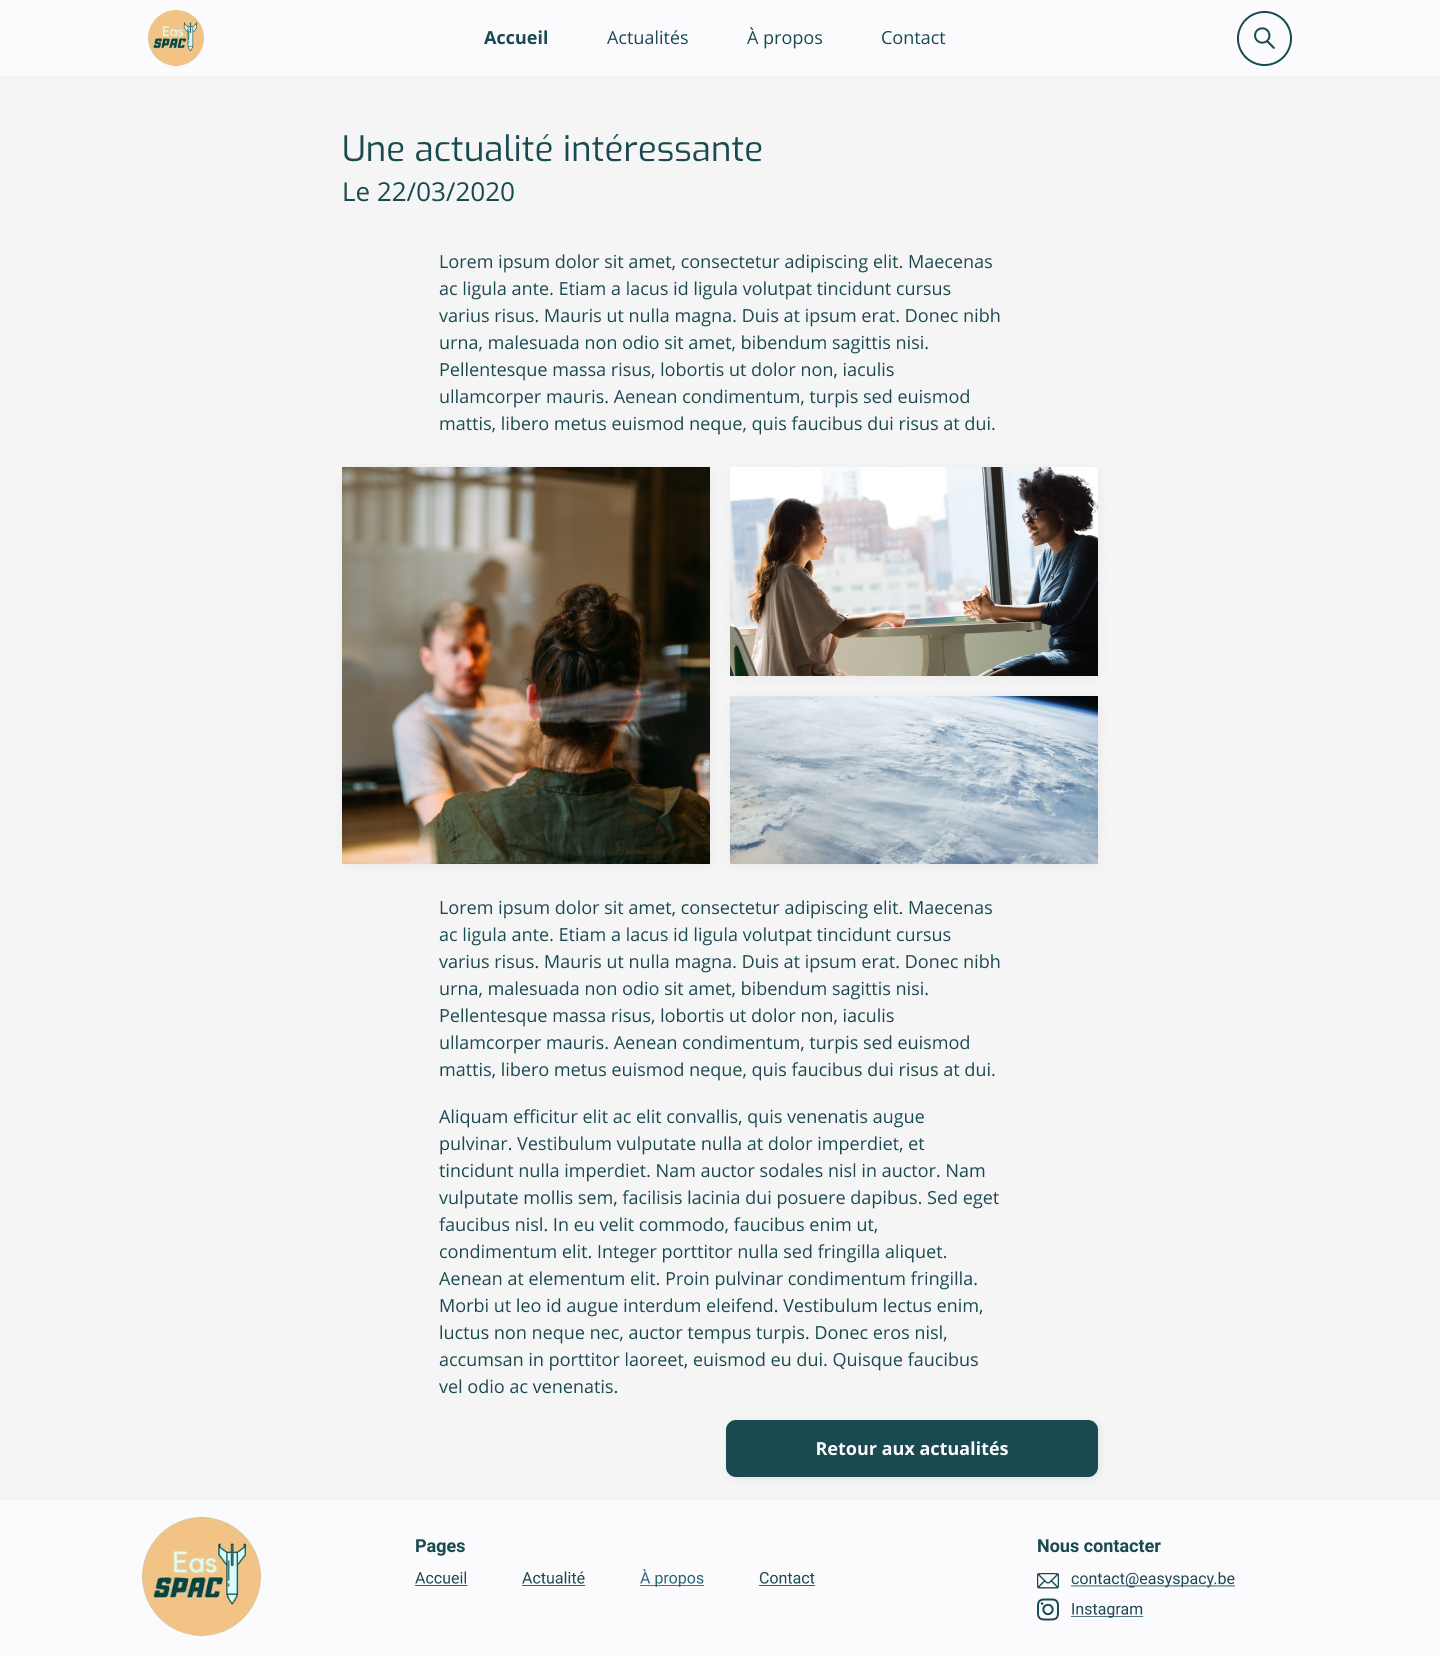 Eas
SPAC
Accueil
Actualités
À propos
Contact
Une actualité intéressante
Le 22/03/2020
Lorem ipsum dolor sit amet, consectetur adipiscing elit. Maecenas
ac ligula ante. Etiam a lacus id ligula volutpat tincidunt cursus
varius risus. Mauris ut nulla magna. Duis at ipsum erat. Donec nibh
urna, malesuada non odio sit amet, bibendum sagittis nisi.
Pellentesque massa risus, lobortis ut dolor non, iaculis
ullamcorper mauris. Aenean condimentum, turpis sed euismod
mattis, libero metus euismod neque, quis faucibus dui risus at dui.
Lorem ipsum dolor sit amet, consectetur adipiscing elit. Maecenas
ac ligula ante. Etiam a lacus id ligula volutpat tincidunt cursus
varius risus. Mauris ut nulla magna. Duis at ipsum erat. Donec nibh
urna, malesuada non odio sit amet, bibendum sagittis nisi.
Pellentesque massa risus, lobortis ut dolor non, iaculis
ullamcorper mauris. Aenean condimentum, turpis sed euismod
mattis, libero metus euismod neque, quis faucibus dui risus at dui.
Aliquam efficitur elit ac elit convallis, quis venenatis augue
pulvinar. Vestibulum vulputate nulla at dolor imperdiet, et
tincidunt nulla imperdiet. Nam auctor sodales nisl in auctor. Nam
vulputate mollis sem, facilisis lacinia dui posuere dapibus. Sed eget
faucibus nisl. In eu velit commodo, faucibus enim ut,
condimentum elit. Integer porttitor nulla sed fringilla aliquet.
Aenean at elementum elit. Proin pulvinar condimentum fringilla.
Morbi ut leo id augue interdum eleifend. Vestibulum lectus enim,
luctus non neque nec, auctor tempus turpis. Donec eros nisl,
accumsan in porttitor laoreet, euismod eu dui. Quisque faucibus
vel odio ac venenatis.
Retour aux actualités
Eas
SPAC
Pages
Accueil
Actualité
À propos
Contact
Nous contacter
contact@easyspacy.be
Instagram